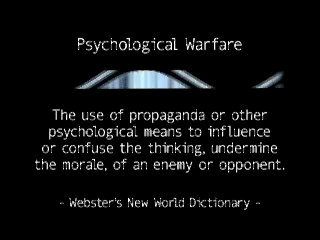 Psychological Warfare
The use of propaganda or other
psychological means to influence
or confuse the thinking, undermine
the morale, of an enemy or opponent.
- Webster's New World Dictionary -